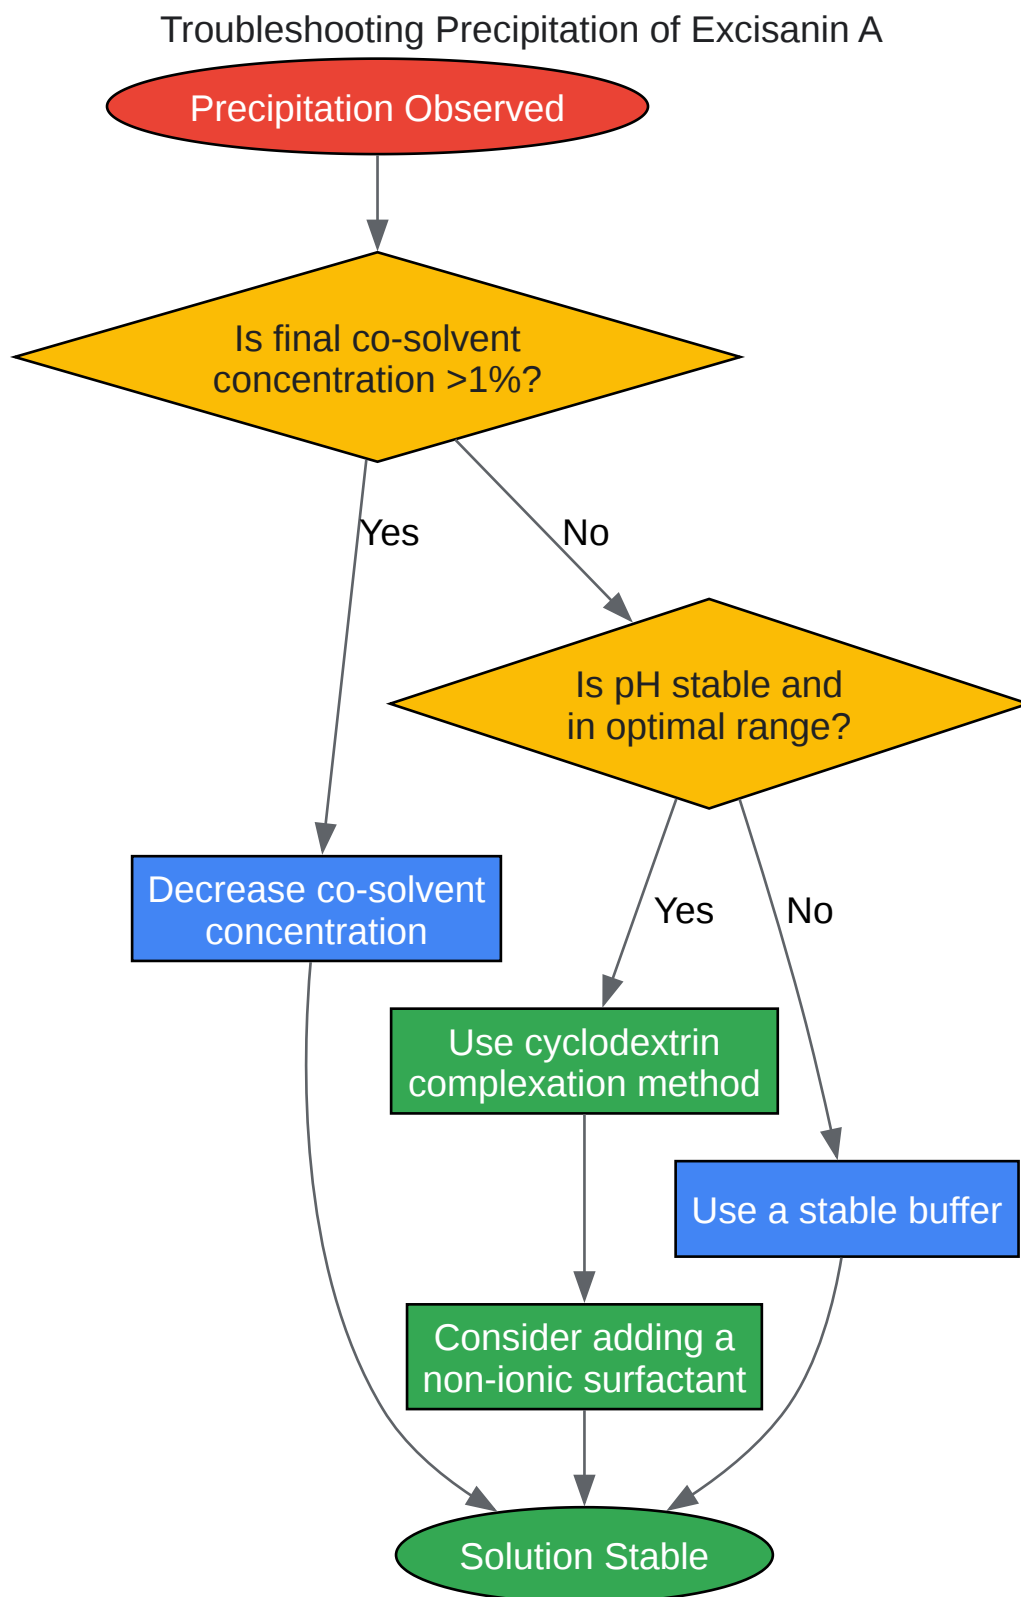 Troubleshooting Precipitation of Excisanin A
Precipitation Observed
Is final co-solvent
concentration >1%?
Yes
No
Is pH stable and
in optimal range?
Decrease co-solvent
concentration
Yes
No
Use cyclodextrin
complexation method
Use a stable buffer
Consider adding a
non-ionic surfactant
Solution Stable